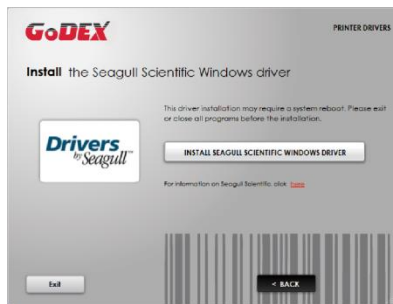 GoDEX
PRINTER DRIVERS
Install the Seagull Scientific Windows driver
This driver installation may require a system reboot. Please exit
or close all programs before the installation.
Drivers
by Seagull™
INSTALL SEAGULL SCIENTIFIC WINDOWS DRIVER
For information on Seagull Scientific, click here
Exit
< BACK